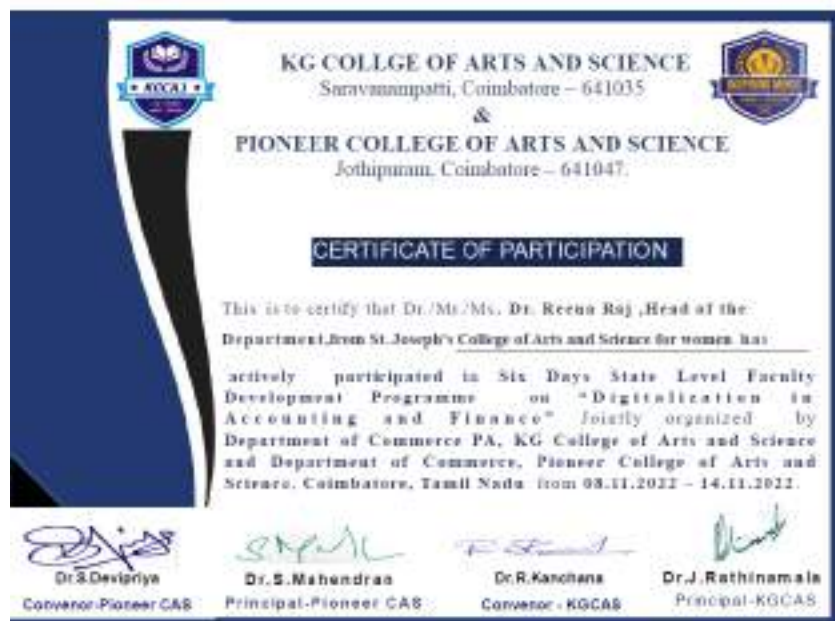 KG COLLGE OF ARTS AND SCIENCE
Saravanampatti, Coimbatore – 641035
&
PIONEER COLLEGE OF ARTS AND SCIENCE
Jothipuram, Coimbatore – 641047.
KGCAS
CERTIFICATE OF PARTICIPATION
This is to certify that Dr./Mr./Ms. Dr. Reena Raj ,Head of the
Department,from St. Joseph's College of Arts and Science for women has
actively participated in Six Days State Level Faculty
Development Programme on "Digitalization in
Accounting and Finance" Jointly organized by
Department of Commerce PA, KG College of Arts and Science
and Department of Commerce, Pioneer College of Arts and
Science, Coimbatore, Tamil Nadu from 08.11.2022 – 14.11.2022.
Dr.S.Devipriya
Convenor-Pioneer CAS
Dr.S.Mahendran
Principal-Pioneer CAS
Dr.R.Kanchana
Convenor - KGCAS
Dr.J.Rathinamala
Principal-KGCAS